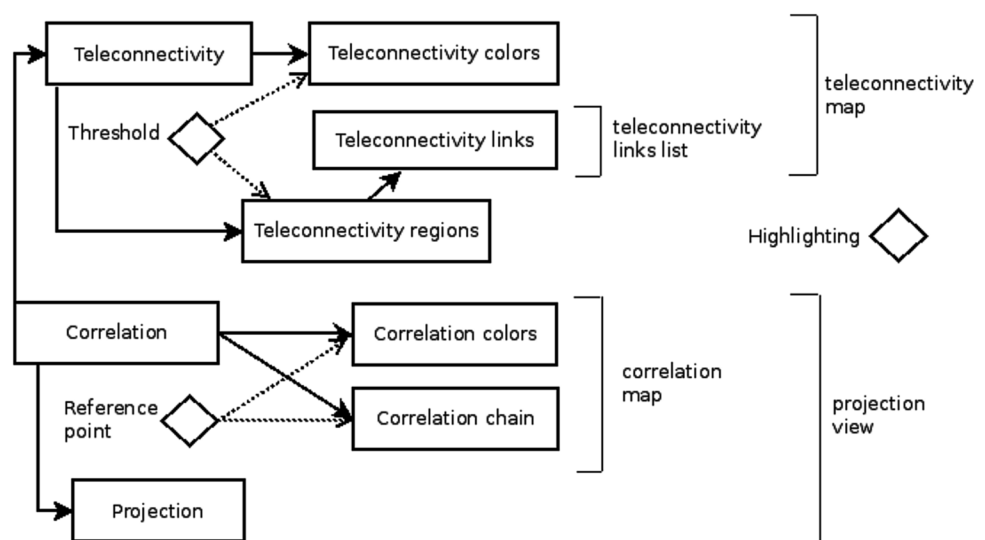 Teleconnectivity
Teleconnectivity colors
teleconnectivity
map
Threshold
Teleconnectivity links
teleconnectivity
links list
Teleconnectivity regions
Highlighting
Correlation
Correlation colors
correlation
map
Reference
point
Correlation chain
projection
view
Projection